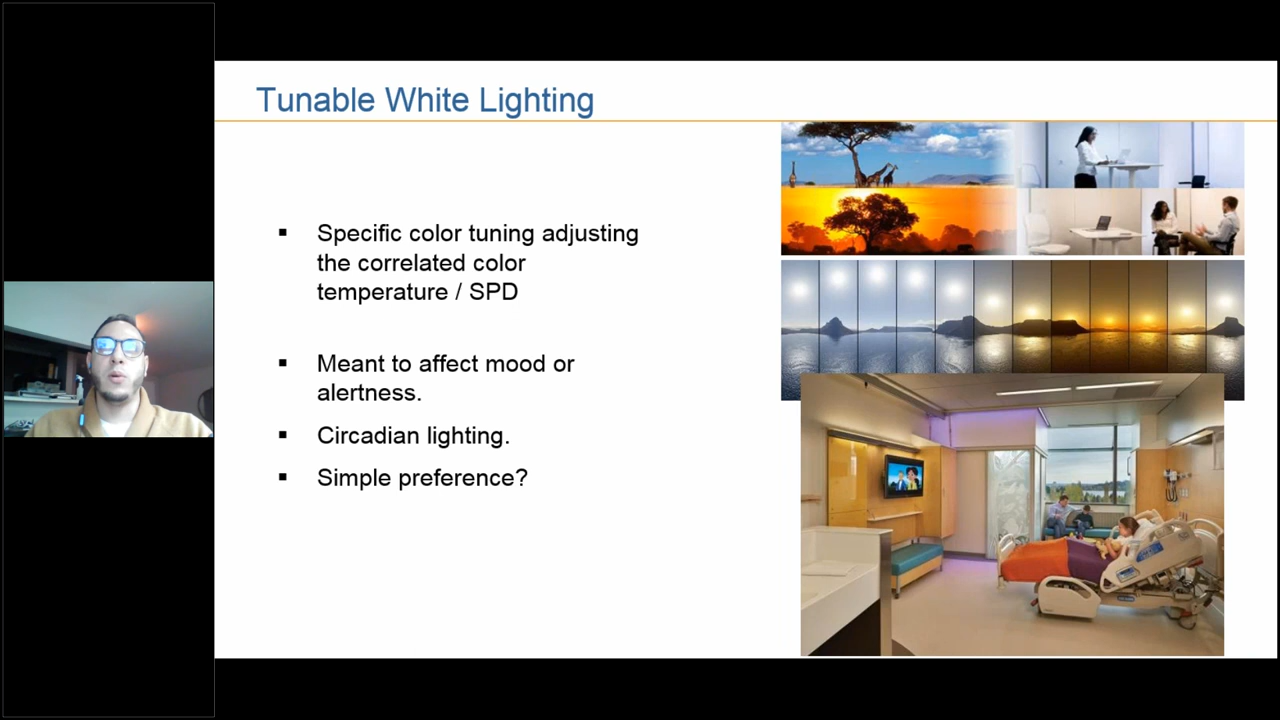 Tunable White Lighting
▪ Specific color tuning adjusting
the correlated color
temperature / SPD
▪ Meant to affect mood or
alertness.
▪ Circadian lighting.
▪ Simple preference?